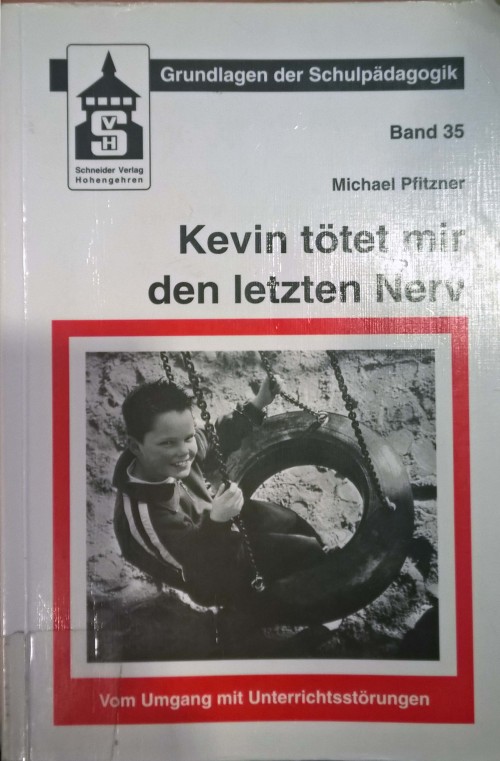 Grundlagen der Schulpädagogik
SVH
Schneider Verlag
Hohengehren
Band 35
Michael Pfitzner
Kevin tötet mir
den letzten Nerv
Vom Umgang mit Unterrichtsstörungen